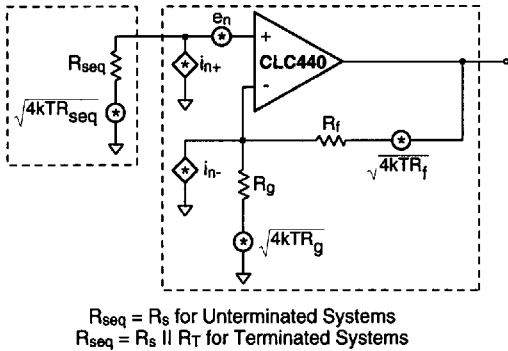 en
+
CLC440
Rseq
*
in+
√4kTRseq
*
*
-
Rf
*
in-
*
√4kTRf
Rg
*
√4kTRg
Rseq = Rs for Unterminated Systems
Rseq = Rs II RT for Terminated Systems